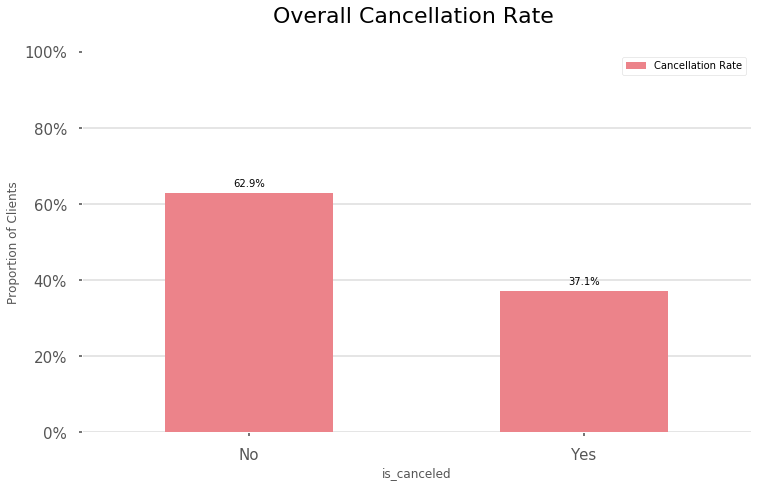 Overall Cancellation Rate
100%
Cancellation Rate
80%
62.9%
60%
Proportion of Clients
40%
37.1%
20%
0%
No
Yes
is_canceled